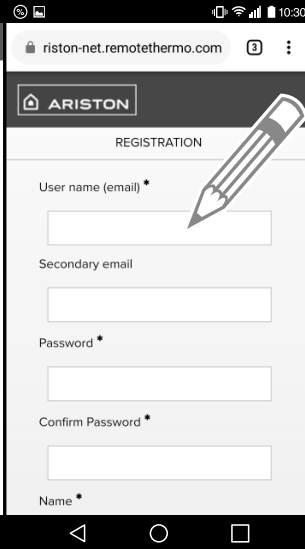 10:30
riston-net.remotethermo.com
3
ARISTON
REGISTRATION
User name (email) *
Secondary email
Password *
Confirm Password *
Name *